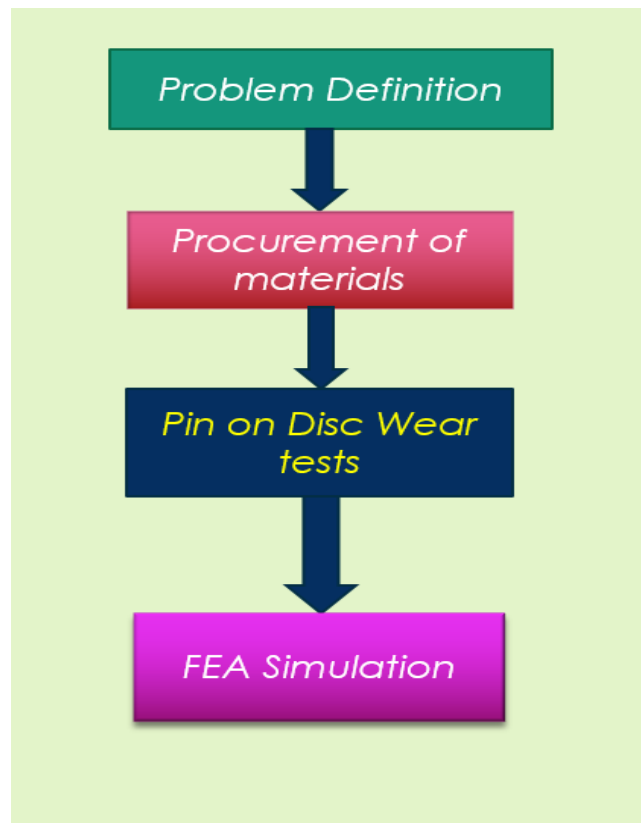 Problem Definition
Procurement of
materials
Pin on Disc Wear
tests
FEA Simulation